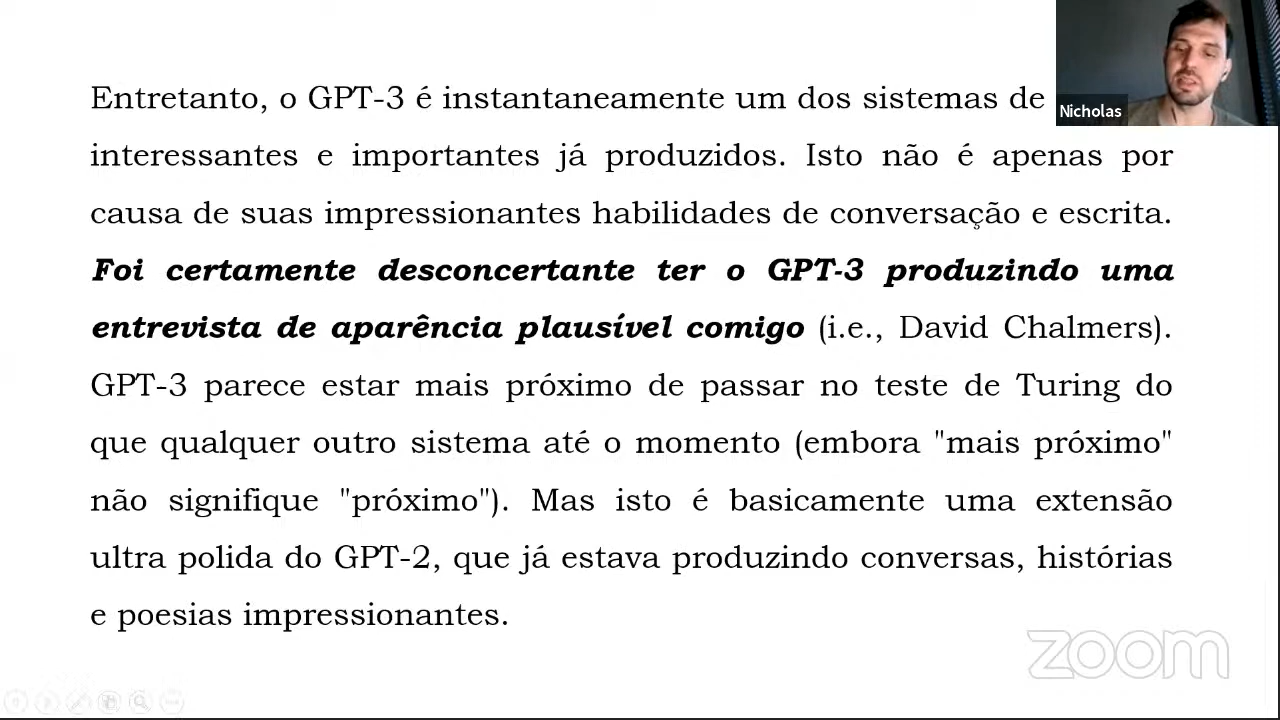 Entretanto, o GPT-3 é instantaneamente um dos sistemas de
Nicholas
interessantes e importantes já produzidos. Isto não é apenas por
causa de suas impressionantes habilidades de conversação e escrita.
Foi certamente desconcertante ter o GPT-3 produzindo uma
entrevista de aparência plausível comigo (i.e., David Chalmers).
GPT-3 parece estar mais próximo de passar no teste de Turing do
que qualquer outro sistema até o momento (embora "mais próximo"
não signifique "próximo"). Mas isto é basicamente uma extensão
ultra polida do GPT-2, que já estava produzindo conversas, histórias
e poesias impressionantes.
zoom